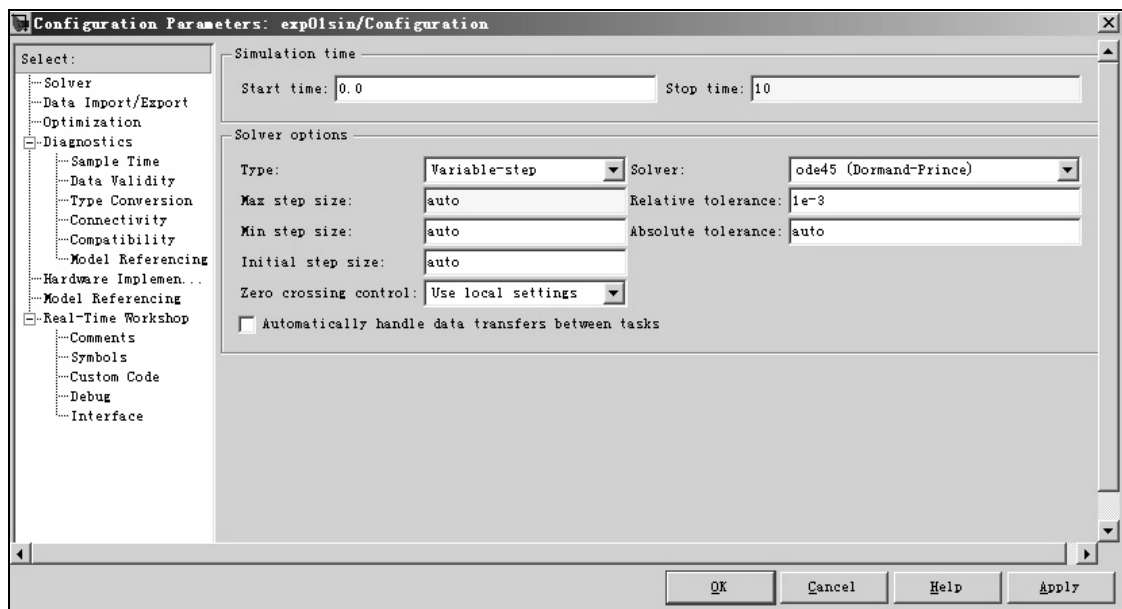 Configuration Parameters: exp01sin/Configuration
Select:
Solver
Data Import/Export
Optimization
Diagnostics
Sample Time
Data Validity
Type Conversion
Connectivity
Compatibility
Model Referencing
Hardware Implemen...
Model Referencing
Real-Time Workshop
Comments
Symbols
Custom Code
Debug
Interface
Simulation time
Start time: 0.0 Stop time: 10
Solver options
Type: Variable-step Solver: ode45 (Dormand-Prince)
Max step size: auto Relative tolerance: 1e-3
Min step size: auto Absolute tolerance: auto
Initial step size: auto
Zero crossing control: Use local settings
Automatically handle data transfers between tasks
OK Cancel Help Apply